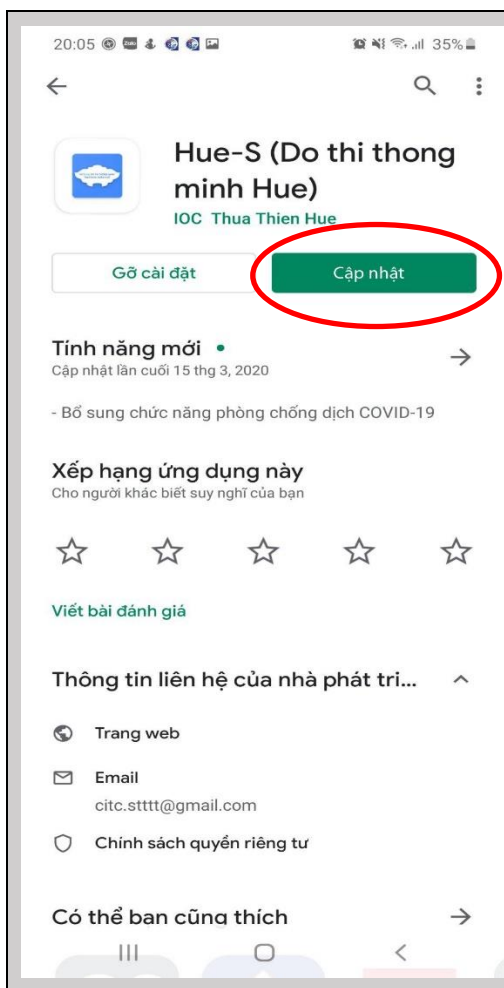 20:05 35%
Hue-S (Do thi thong
minh Hue)
IOC Thua Thien Hue
Gỡ cài đặt Cập nhật
Tính năng mới
Cập nhật lần cuối 15 thg 3, 2020
- Bổ sung chức năng phòng chống dịch COVID-19
Xếp hạng ứng dụng này
Cho người khác biết suy nghĩ của bạn
Viết bài đánh giá
Thông tin liên hệ của nhà phát tri...
Trang web
Email
citc.stttt@gmail.com
Chính sách quyền riêng tư
Có thể bạn cũng thích